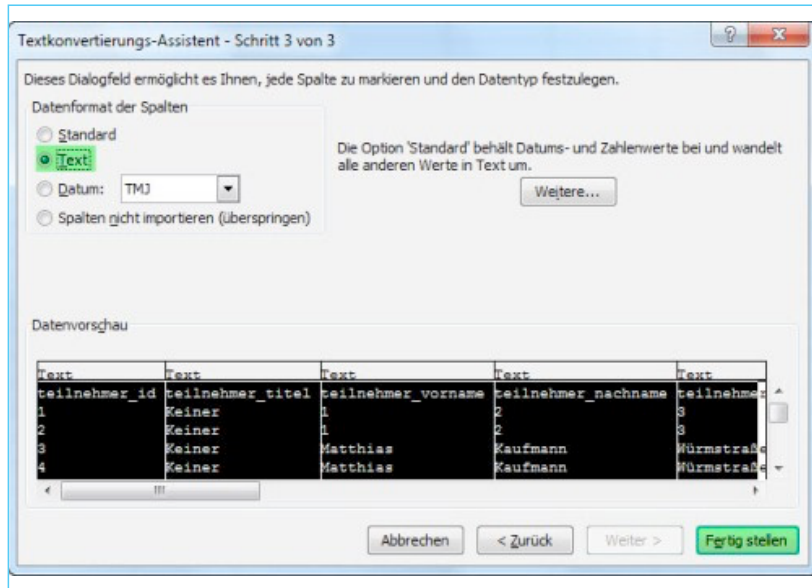 Textkonvertierungs-Assistent - Schritt 3 von 3
Dieses Dialogfeld ermöglicht es Ihnen, jede Spalte zu markieren und den Datentyp festzulegen.
Datenformat der Spalten
Standard
Text
Datum: TMJ
Spalten nicht importieren (überspringen)
Die Option 'Standard' behält Datums- und Zahlenwerte bei und wandelt
alle anderen Werte in Text um.
Weitere...
Datenvorschau
Text Text Text Text Text
teilnehmer_id teilnehmer_titel teilnehmer_vorname teilnehmer_nachname teilnehmer
1 Keiner 1 2 3
2 Keiner 1 2 3
3 Keiner Matthias Kaufmann Würmstraße
4 Keiner Matthias Kaufmann Würmstraße
Abbrechen < Zurück Weiter > Fertig stellen